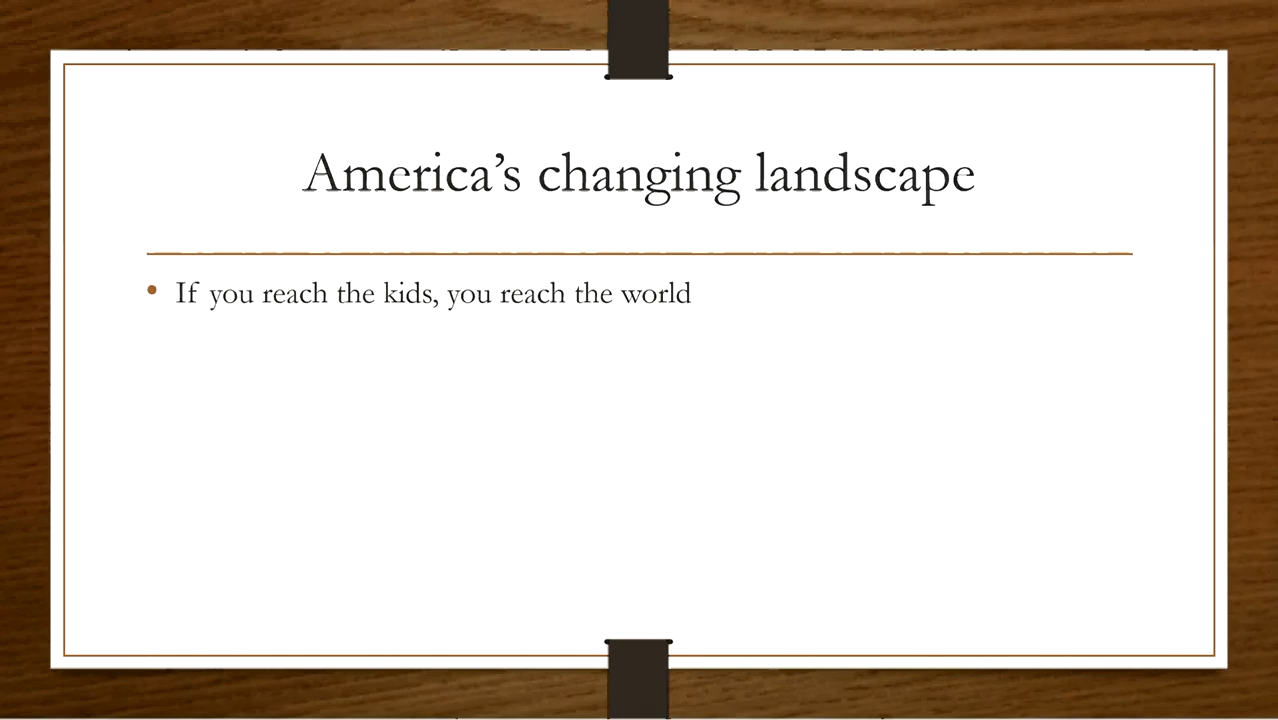 America’s changing landscape
If you reach the kids, you reach the world